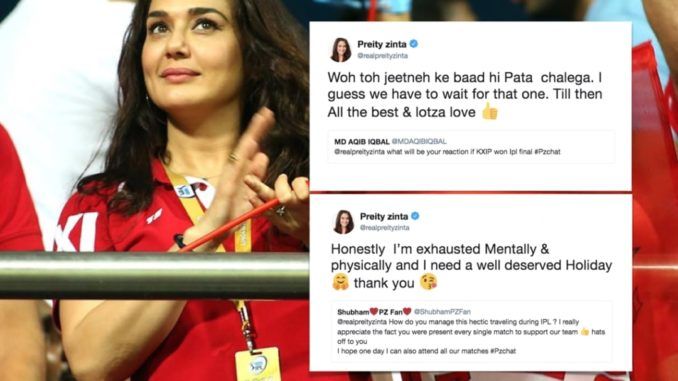 Preity zinta
@realpreityzinta
Woh toh jeetneh ke baad hi Pata chalega. I
guess we have to wait for that one. Till then
All the best & lotza love 👍
MD AQIB IQBAL @MDAQIBIQBAL
@realpreityzinta what will be your reaction if KXIP won Ipl final #Pzchat
Preity zinta
@realpreityzinta
Honestly I'm exhausted Mentally &
physically and I need a well deserved Holiday
🤗 thank you 😘
Shubham❤PZ Fan❤ @ShubhamPZFan
@realpreityzinta How do you manage this hectic traveling during IPL ? I really
appreciate the fact you were present every single match to support our team 👍 hats
off to you
I hope one day I can also attend all our matches #Pzchat
KI